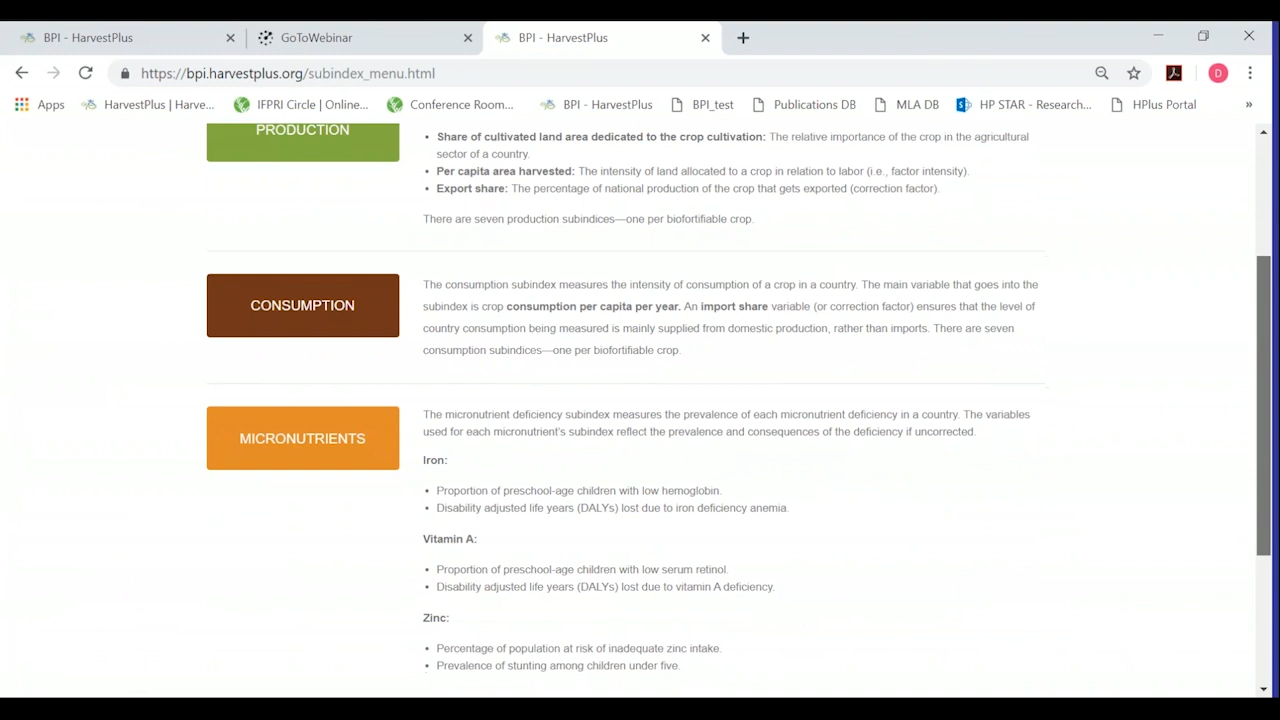 BPI - HarvestPlus
GoToWebinar
BPI - HarvestPlus
https://bpi.harvestplus.org/subindex_menu.html
D
Apps
HarvestPlus | Harve...
IFPRI Circle | Online...
Conference Room...
BPI - HarvestPlus
BPI_test
Publications DB
MLA DB
HP STAR - Research...
HPlus Portal
»
PRODUCTION
• Share of cultivated land area dedicated to the crop cultivation: The relative importance of the crop in the agricultural
sector of a country.
• Per capita area harvested: The intensity of land allocated to a crop in relation to labor (i.e., factor intensity).
• Export share: The percentage of national production of the crop that gets exported (correction factor).
There are seven production subindices—one per biofortifiable crop.
CONSUMPTION
The consumption subindex measures the intensity of consumption of a crop in a country. The main variable that goes into the
subindex is crop consumption per capita per year. An import share variable (or correction factor) ensures that the level of
country consumption being measured is mainly supplied from domestic production, rather than imports. There are seven
consumption subindices—one per biofortifiable crop.
MICRONUTRIENTS
The micronutrient deficiency subindex measures the prevalence of each micronutrient deficiency in a country. The variables
used for each micronutrient's subindex reflect the prevalence and consequences of the deficiency if uncorrected.
Iron:
• Proportion of preschool-age children with low hemoglobin.
• Disability adjusted life years (DALYs) lost due to iron deficiency anemia.
Vitamin A:
• Proportion of preschool-age children with low serum retinol.
• Disability adjusted life years (DALYs) lost due to vitamin A deficiency.
Zinc:
• Percentage of population at risk of inadequate zinc intake.
• Prevalence of stunting among children under five.